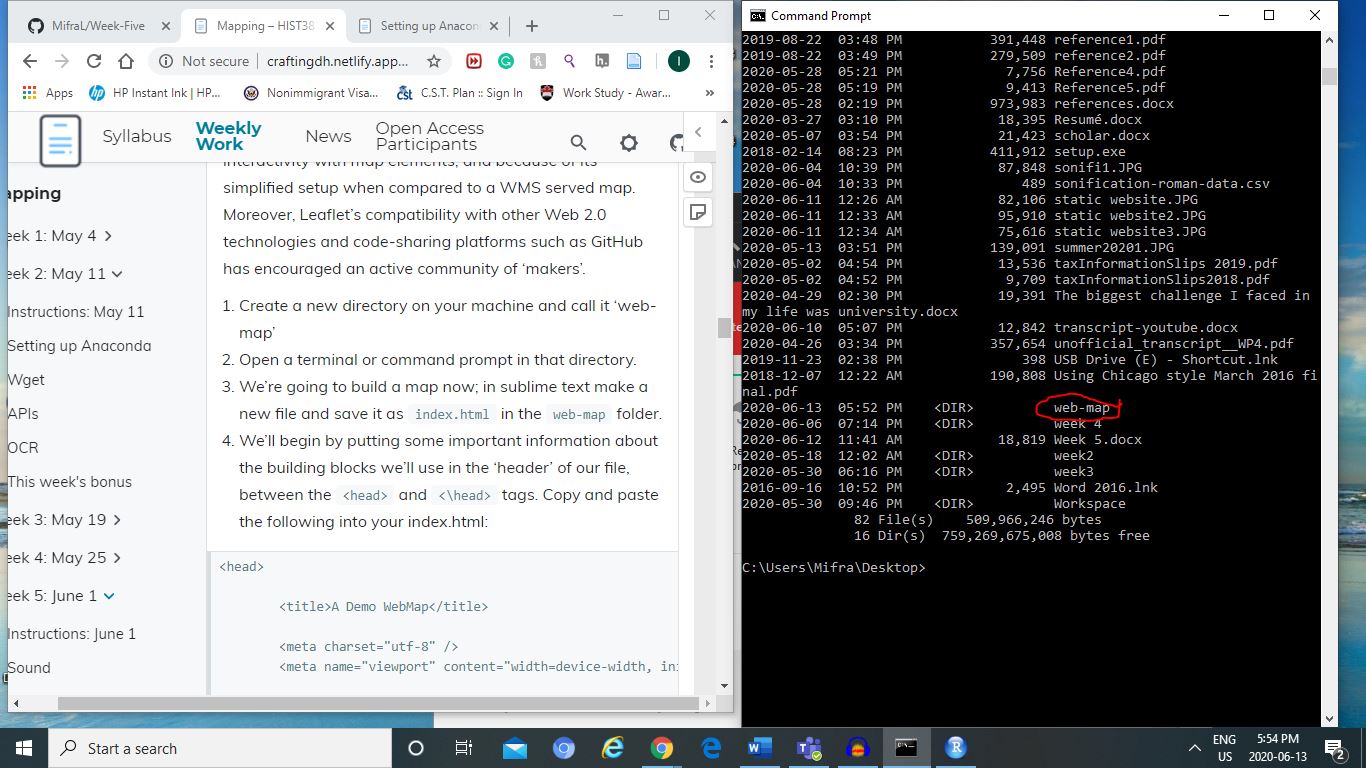 MifraL/Week-Five
Mapping – HIST38
Setting up Anacond
Not secure
craftingdh.netlify.app...
I
Apps
HP Instant Ink | HP...
Nonimmigrant Visa...
C.S.T. Plan :: Sign In
Work Study - Awar...
Syllabus
Weekly
Work
News
Open Access
Participants
apping
eek 1: May 4
eek 2: May 11
Instructions: May 11
Setting up Anaconda
Wget
APIs
OCR
This week's bonus
eek 3: May 19
eek 4: May 25
eek 5: June 1
Instructions: June 1
Sound
interactivity with map elements, and because of its
simplified setup when compared to a WMS served map.
Moreover, Leaflet's compatibility with other Web 2.0
technologies and code-sharing platforms such as GitHub
has encouraged an active community of 'makers'.
1. Create a new directory on your machine and call it 'web-
map'
2. Open a terminal or command prompt in that directory.
3. We're going to build a map now; in sublime text make a
new file and save it as index.html in the web-map folder.
4. We'll begin by putting some important information about
the building blocks we'll use in the 'header' of our file,
between the <head> and <\head> tags. Copy and paste
the following into your index.html:
<head>
<title>A Demo WebMap</title>
<meta charset="utf-8" />
<meta name="viewport" content="width=device-width, ini
Command Prompt
2019-08-22 03:48 PM 391,448 reference1.pdf
2019-08-22 03:49 PM 279,509 reference2.pdf
2020-05-28 05:21 PM 7,756 Reference4.pdf
2020-05-28 05:19 PM 9,413 Reference5.pdf
2020-05-28 02:19 PM 973,983 references.docx
2020-03-27 03:10 PM 18,395 Resumé.docx
2020-05-07 03:54 PM 21,423 scholar.docx
2018-02-14 08:23 PM 411,912 setup.exe
2020-06-04 10:39 PM 87,848 sonifi1.JPG
2020-06-04 10:33 PM 489 sonification-roman-data.csv
2020-06-11 12:26 AM 82,106 static website.JPG
2020-06-11 12:33 AM 95,910 static website2.JPG
2020-06-11 12:34 AM 75,616 static website3.JPG
2020-05-13 03:51 PM 139,091 summer20201.JPG
2020-05-02 04:54 PM 13,536 taxInformationSlips 2019.pdf
2020-05-02 04:52 PM 9,709 taxInformationSlips2018.pdf
2020-04-29 02:30 PM 19,391 The biggest challenge I faced in
my life was university.docx
2020-06-10 05:07 PM 12,842 transcript-youtube.docx
2020-04-26 03:34 PM 357,654 unofficial_transcript__WP4.pdf
2019-11-23 02:38 PM 398 USB Drive (E) - Shortcut.lnk
2018-12-07 12:22 AM 190,808 Using Chicago style March 2016 fi
nal.pdf
2020-06-13 05:52 PM <DIR> web-map
2020-06-06 07:14 PM <DIR> week 4
2020-06-12 11:41 AM 18,819 Week 5.docx
2020-05-18 12:02 AM <DIR> week2
2020-05-30 06:16 PM <DIR> week3
2016-09-16 10:52 PM 2,495 Word 2016.lnk
2020-05-30 09:46 PM <DIR> Workspace
82 File(s) 509,966,246 bytes
16 Dir(s) 759,269,675,008 bytes free
C:\Users\Mifra\Desktop>
Start a search
ENG
US
5:54 PM
2020-06-13
2